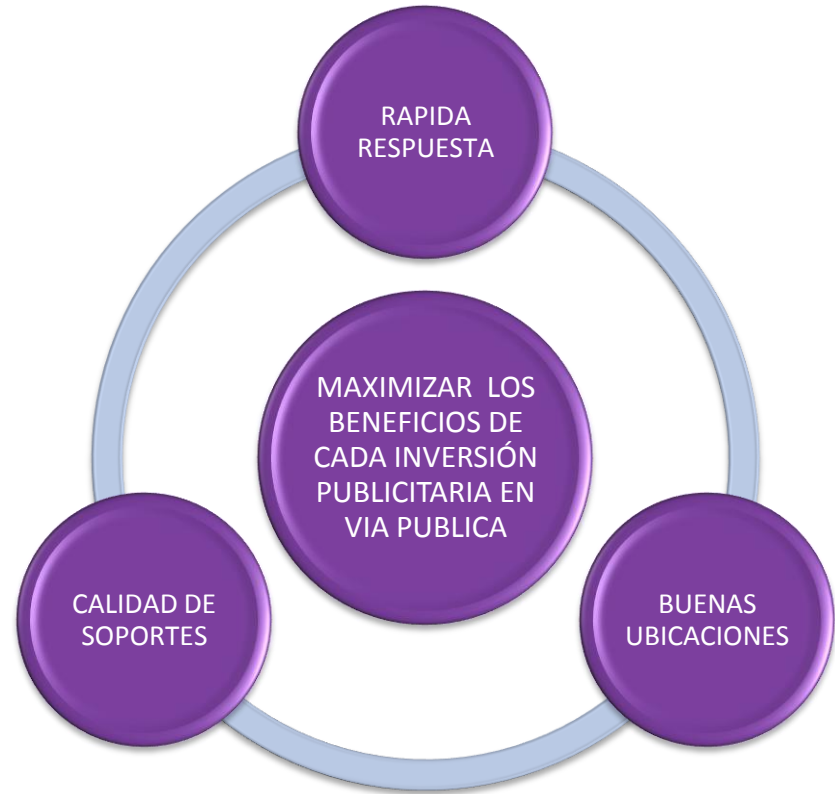 RAPIDA
RESPUESTA
MAXIMIZAR LOS
BENEFICIOS DE
CADA INVERSIÓN
PUBLICITARIA EN
VIA PUBLICA
CALIDAD DE
SOPORTES
BUENAS
UBICACIONES